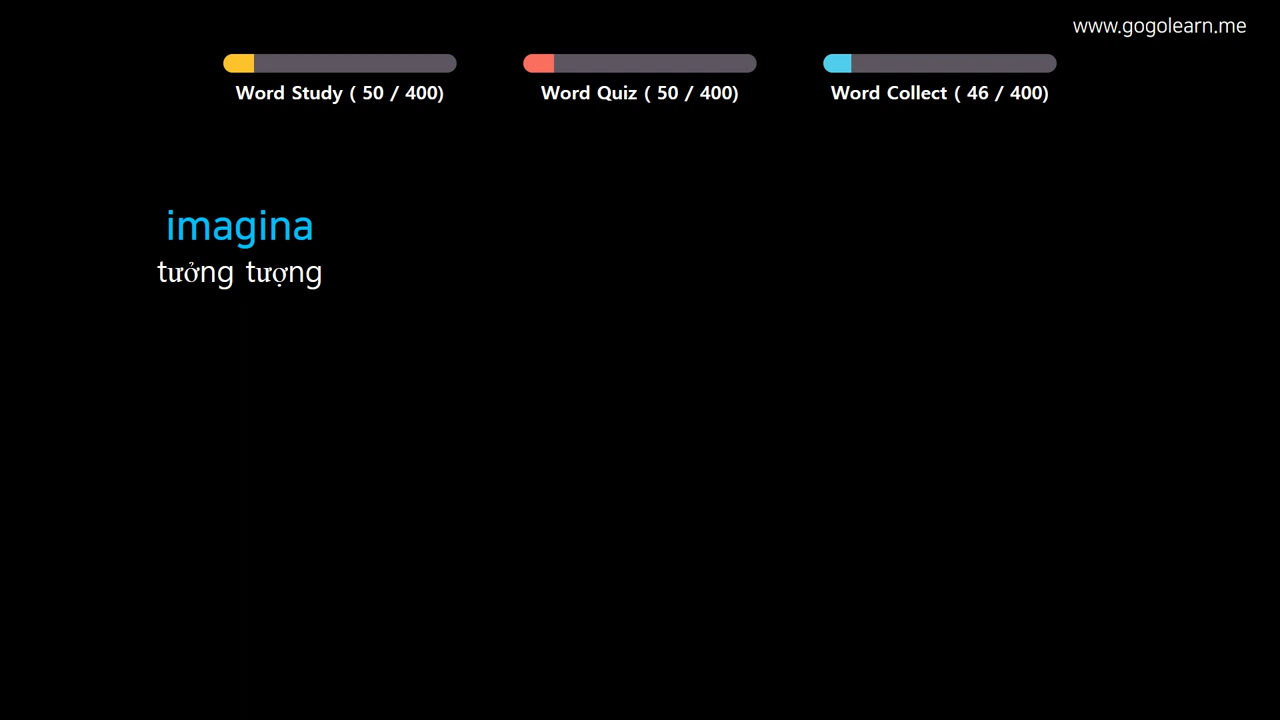 www.gogolearn.me
Word Study ( 50 / 400)
Word Quiz ( 50 / 400)
Word Collect ( 46 / 400)
imagina
tưởng tượng